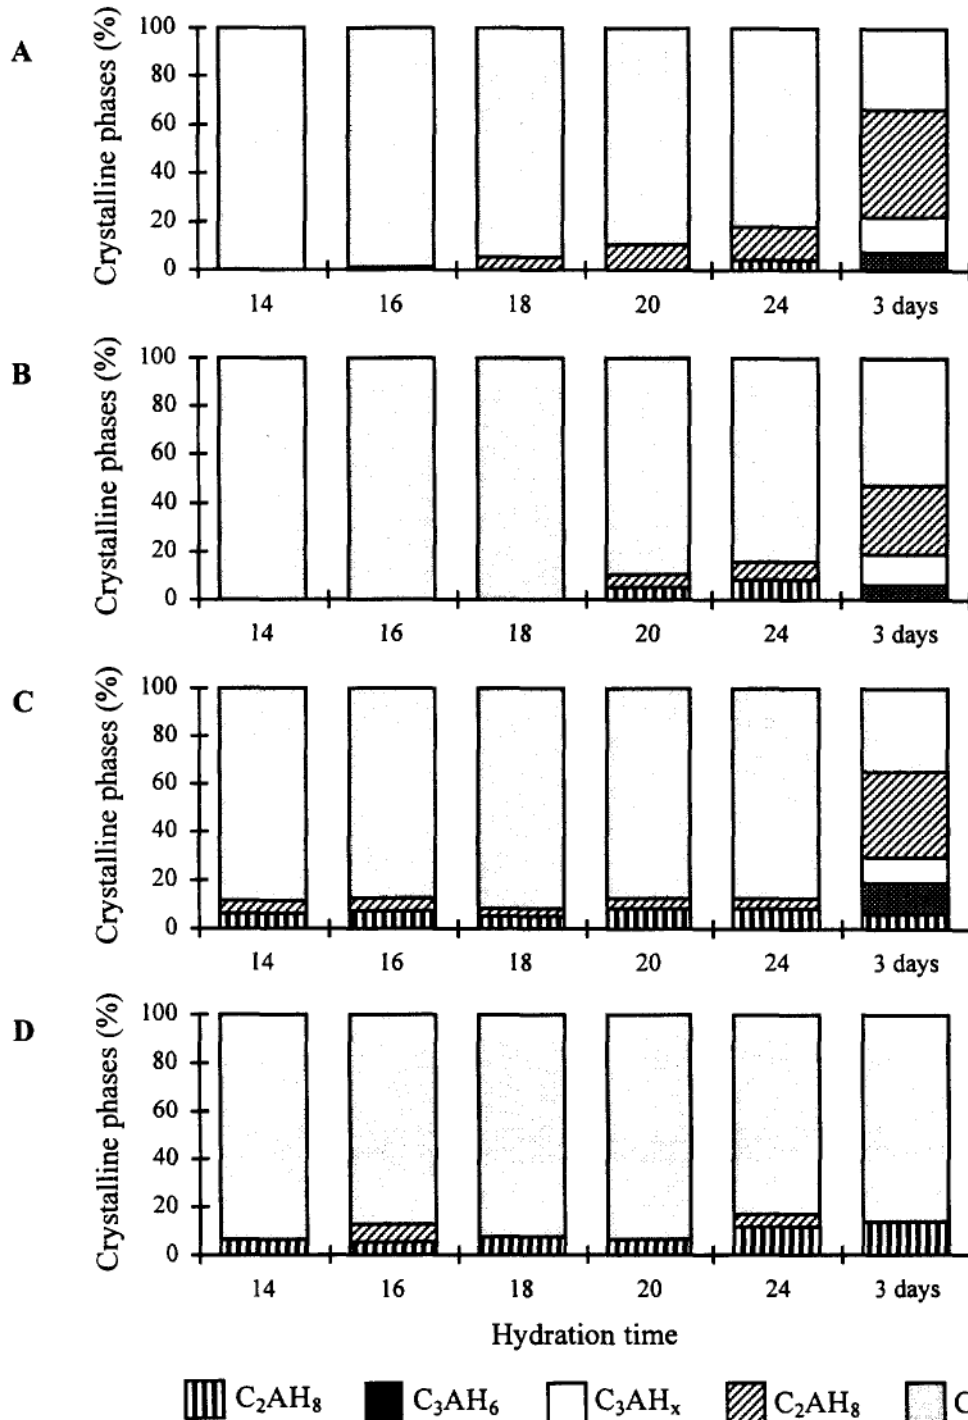 A
Crystalline phases (%)
100
80
60
40
20
0
14 16 18 20 24 3 days
B
Crystalline phases (%)
100
80
60
40
20
0
14 16 18 20 24 3 days
C
Crystalline phases (%)
100
80
60
40
20
0
14 16 18 20 24 3 days
D
Crystalline phases (%)
100
80
60
40
20
0
14 16 18 20 24 3 days
Hydration time
C₂AH₈ C₃AH₆ C₃AHₓ C₂AH₈